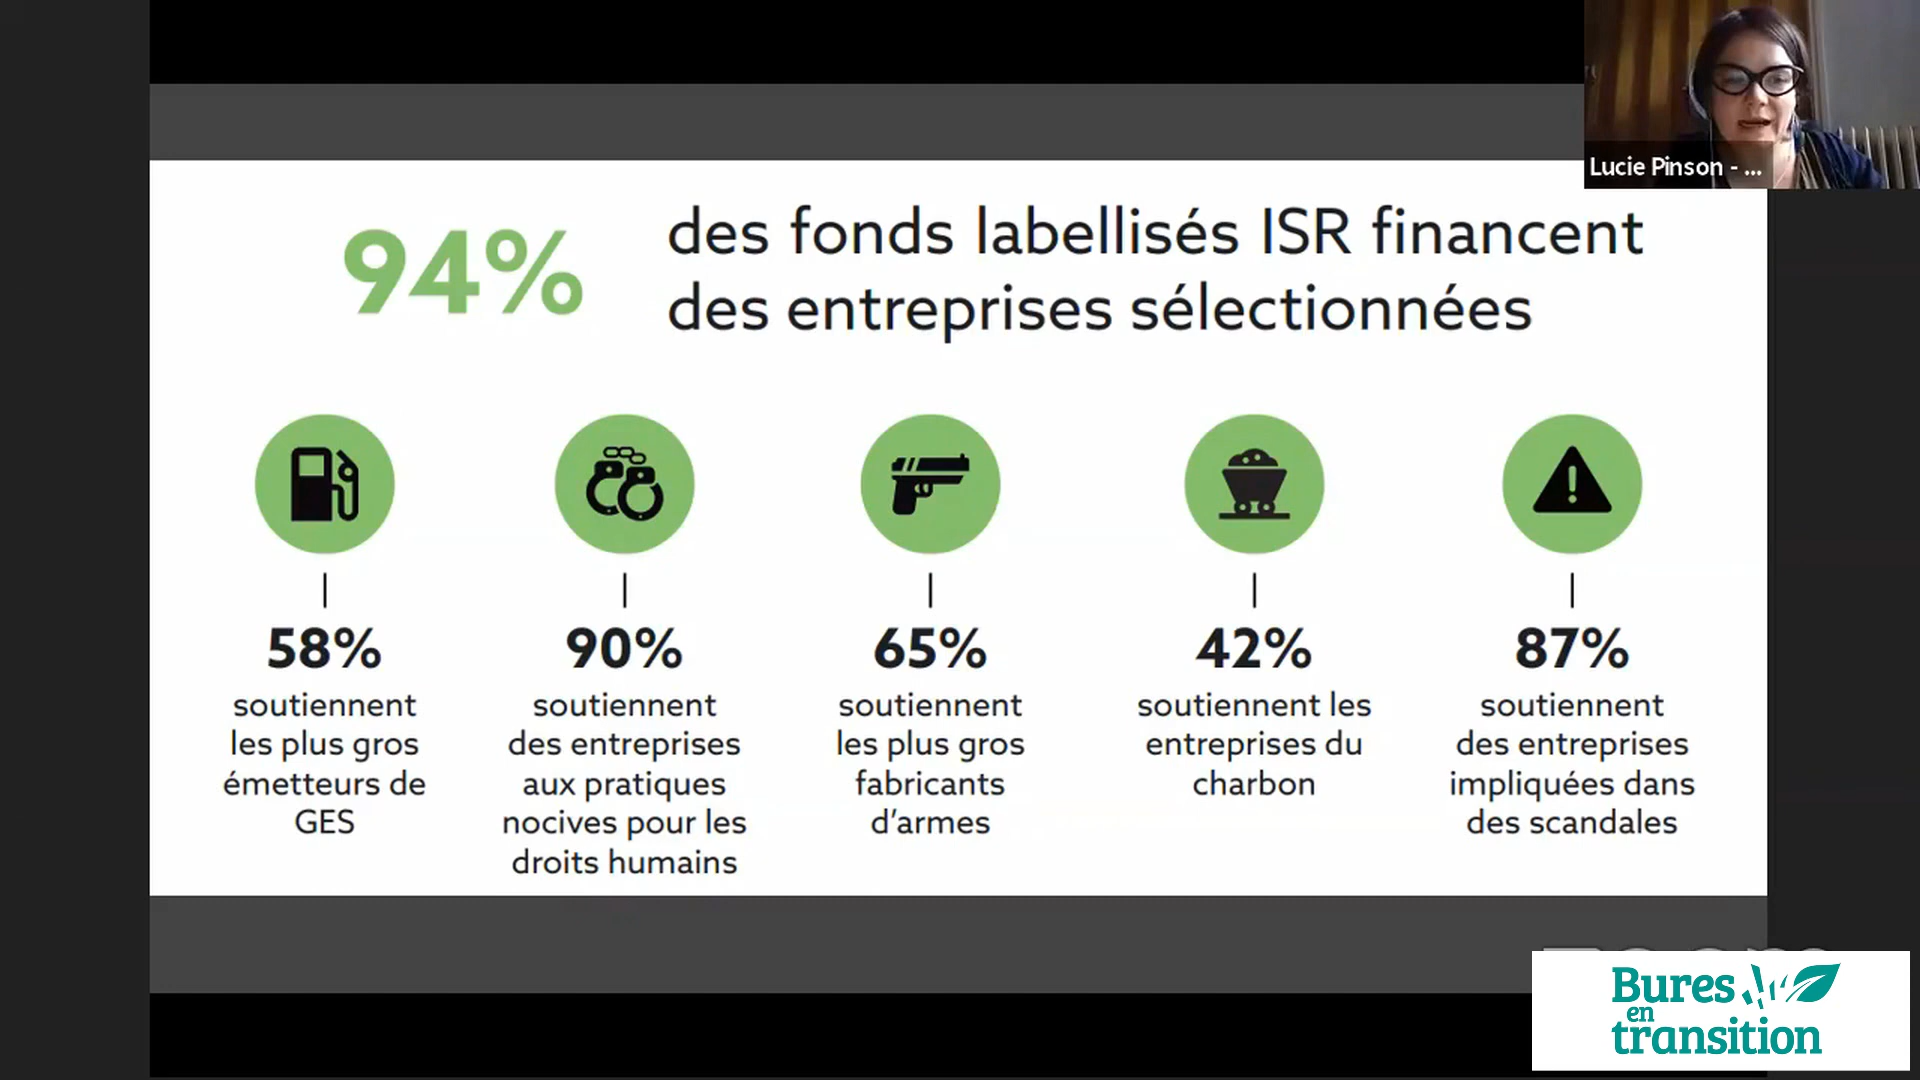 Lucie Pinson - ...
94%
des fonds labellisés ISR financent
des entreprises sélectionnées
58%
soutiennent
les plus gros
émetteurs de
GES
90%
soutiennent
des entreprises
aux pratiques
nocives pour les
droits humains
65%
soutiennent
les plus gros
fabricants
d’armes
42%
soutiennent les
entreprises du
charbon
87%
soutiennent
des entreprises
impliquées dans
des scandales
Bures
en
transition